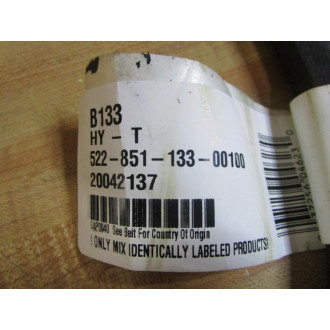 B133
HY - T
522-851-133-00100
20042137
See Belt For Country Of Origin
! ONLY MIX IDENTICALLY LABELED PRODUCTS!